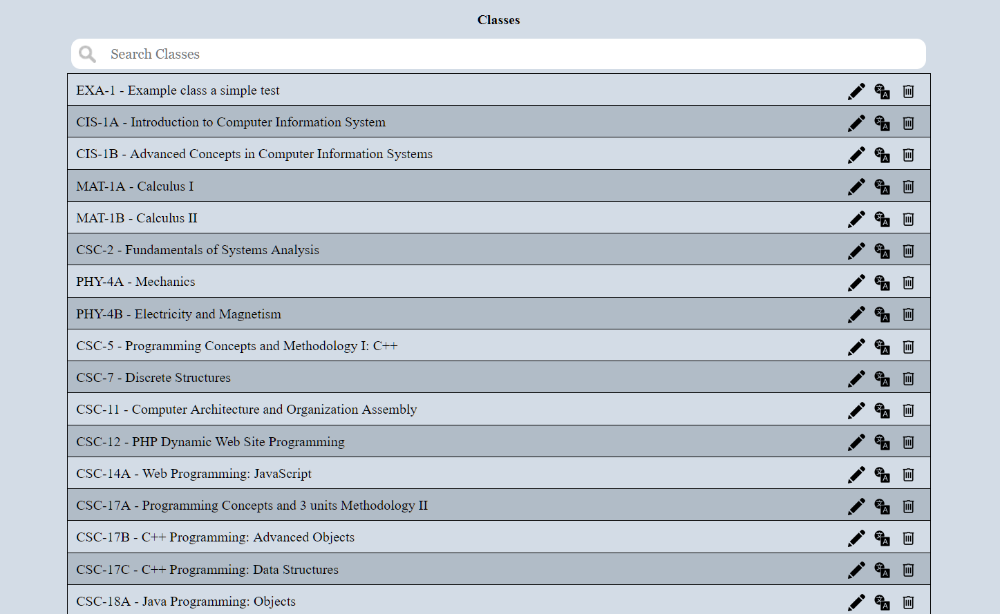 Classes
Search Classes
EXA-1 - Example class a simple test
CIS-1A - Introduction to Computer Information System
CIS-1B - Advanced Concepts in Computer Information Systems
MAT-1A - Calculus I
MAT-1B - Calculus II
CSC-2 - Fundamentals of Systems Analysis
PHY-4A - Mechanics
PHY-4B - Electricity and Magnetism
CSC-5 - Programming Concepts and Methodology I: C++
CSC-7 - Discrete Structures
CSC-11 - Computer Architecture and Organization Assembly
CSC-12 - PHP Dynamic Web Site Programming
CSC-14A - Web Programming: JavaScript
CSC-17A - Programming Concepts and 3 units Methodology II
CSC-17B - C++ Programming: Advanced Objects
CSC-17C - C++ Programming: Data Structures
CSC-18A - Java Programming: Objects